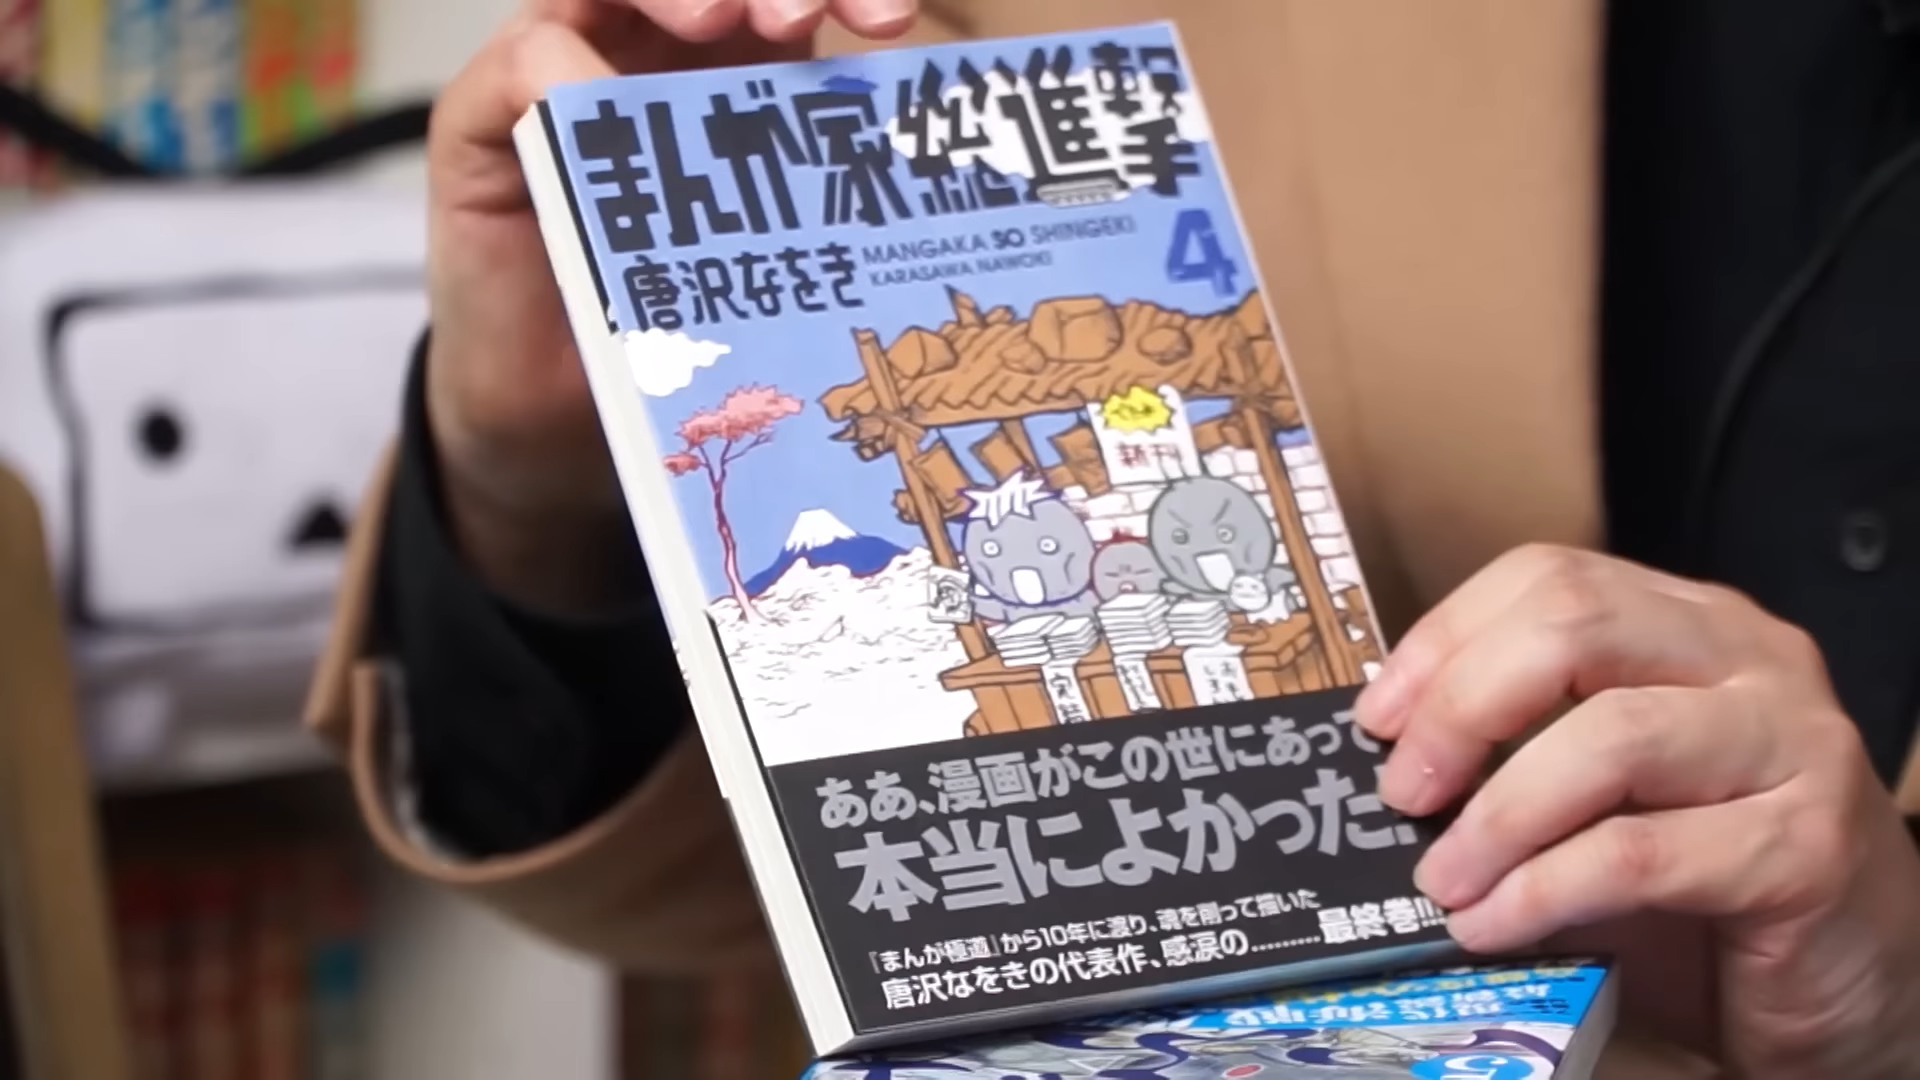 まんが家総進撃
唐沢なをき
MANGAKA SO SHINGEKI
KARASAWA NAWOKI
4
新刊
完結
ああ、漫画がこの世にあって
本当によかった!
『まんが極道』から10年に渡り、魂を削って描いた
唐沢なをきの代表作、感涙の………最終巻!!
5